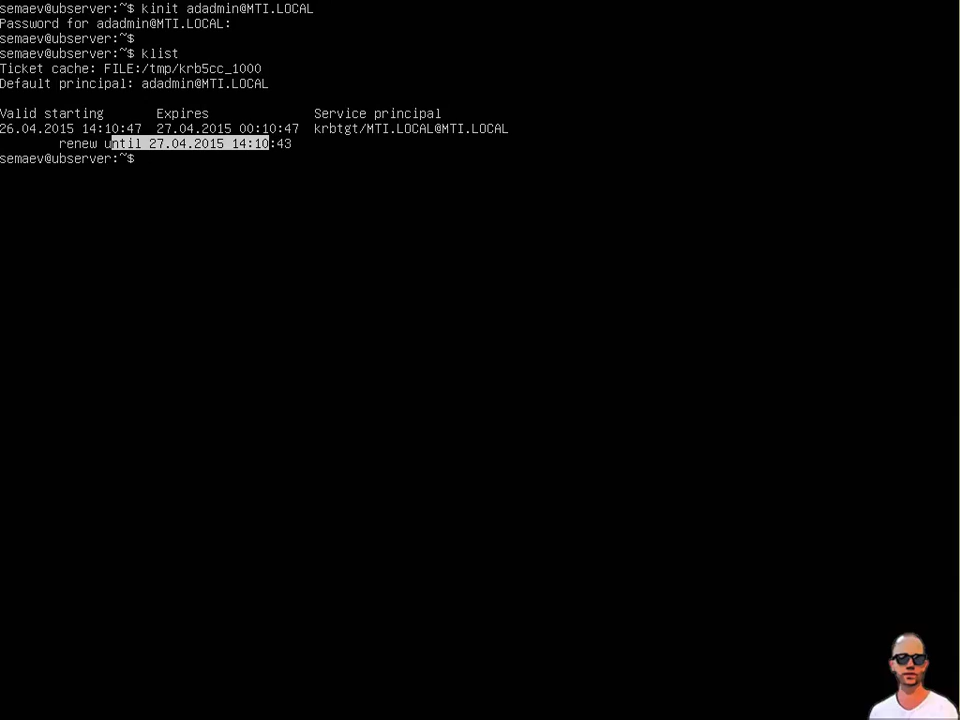 semaev@ubserver:~$ kinit adadmin@MTI.LOCAL
Password for adadmin@MTI.LOCAL:
semaev@ubserver:~$
semaev@ubserver:~$ klist
Ticket cache: FILE:/tmp/krb5cc_1000
Default principal: adadmin@MTI.LOCAL
Valid starting Expires Service principal
26.04.2015 14:10:47 27.04.2015 00:10:47 krbtgt/MTI.LOCAL@MTI.LOCAL
renew until 27.04.2015 14:10:43
semaev@ubserver:~$